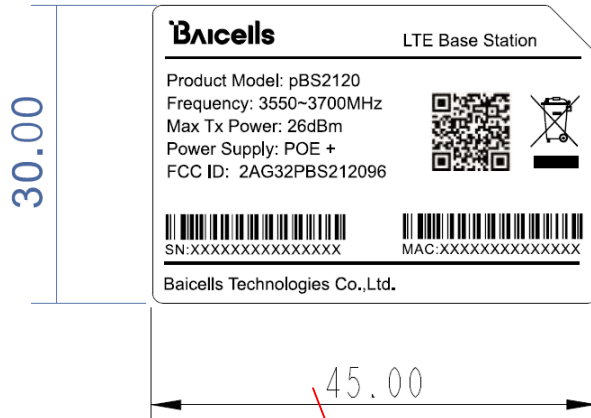 Baicells
LTE Base Station
Product Model: pBS2120
Frequency: 3550~3700MHz
Max Tx Power: 26dBm
Power Supply: POE +
FCC ID: 2AG32PBS212096
SN:XXXXXXXXXXXXXXX
MAC:XXXXXXXXXXXXXX
Baicells Technologies Co.,Ltd.
30.00
45.00